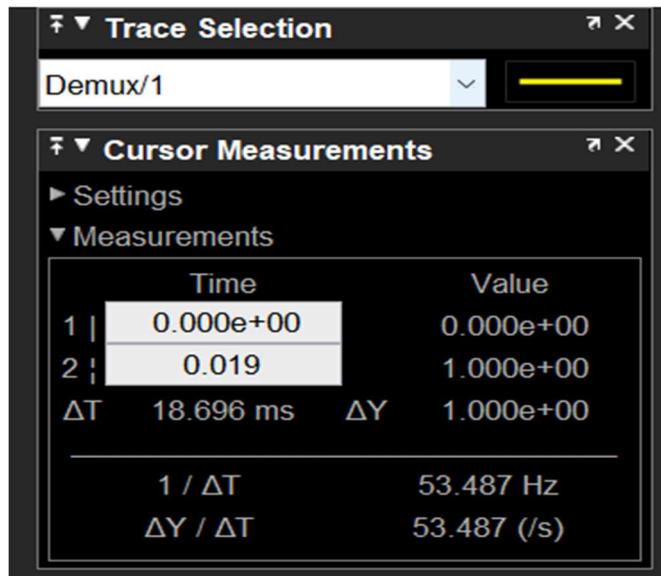 Trace Selection
Demux/1
Cursor Measurements
Settings
Measurements
Time Value
1 | 0.000e+00 0.000e+00
2 ¦ 0.019 1.000e+00
ΔT 18.696 ms ΔY 1.000e+00
1 / ΔT 53.487 Hz
ΔY / ΔT 53.487 (/s)